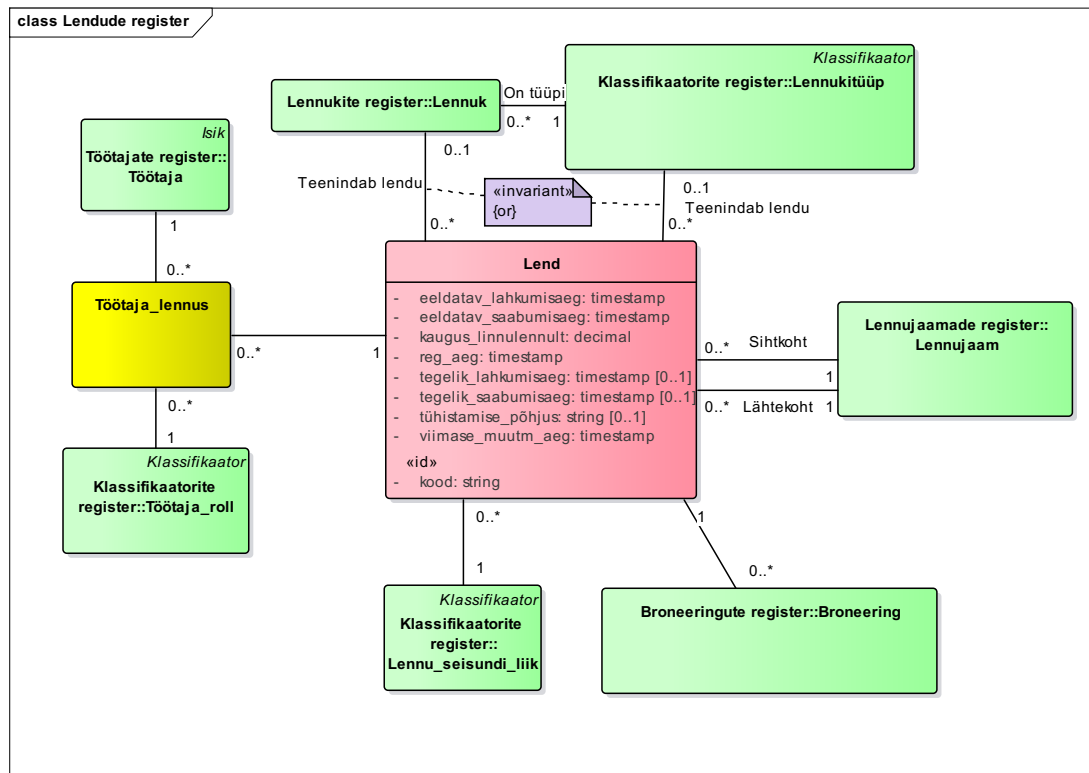 class Lendude register
Klassifikaator
Klassifikaatorite register::Lennukitüüp
Lennukite register::Lennuk
On tüüpi
0..*
1
Isik
Töötajate register::
Töötaja
0..1
Teenindab lendu
«invariant»
{or}
0..1
Teenindab lendu
1
0..*
0..*
0..*
Töötaja_lennus
0..*
1
Lend
- eeldatav_lahkumisaeg: timestamp
- eeldatav_saabumisaeg: timestamp
- kaugus_linnulennult: decimal
- reg_aeg: timestamp
- tegelik_lahkumisaeg: timestamp [0..1]
- tegelik_saabumisaeg: timestamp [0..1]
- tühistamise_põhjus: string [0..1]
- viimase_muutm_aeg: timestamp
«id»
- kood: string
Lennujaamade register::
Lennujaam
0..*
Sihtkoht
1
0..*
Lähtekoht
1
0..*
1
Klassifikaator
Klassifikaatorite
register::Töötaja_roll
0..*
1
1
0..*
Klassifikaator
Klassifikaatorite
register::
Lennu_seisundi_liik
Broneeringute register::Broneering